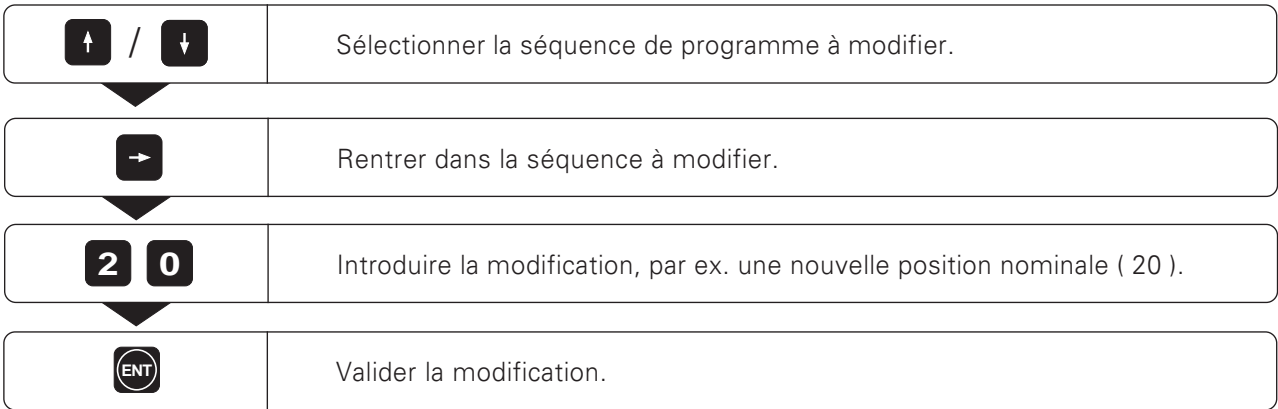 / Sélectionner la séquence de programme à modifier.
Rentrer dans la séquence à modifier.
2 0 Introduire la modification, par ex. une nouvelle position nominale ( 20 ).
ENT Valider la modification.